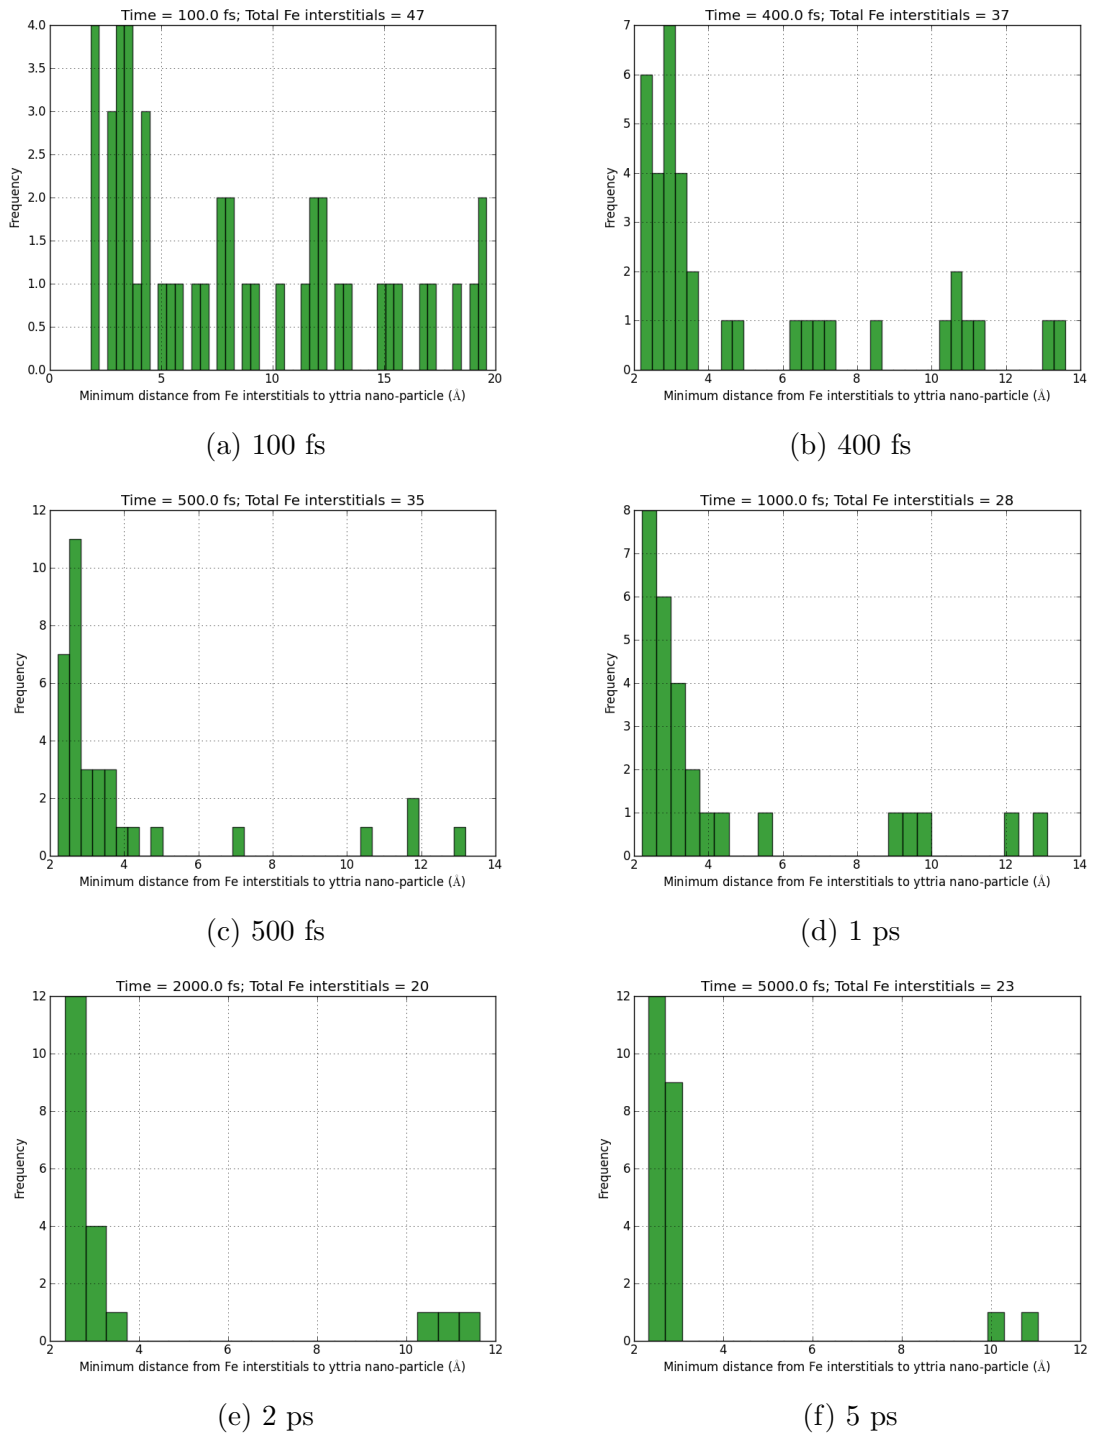 Time = 100.0 fs; Total Fe interstitials = 47
4.0
3.5
3.0
2.5
2.0
1.5
1.0
0.5
0.0
Frequency
0 5 10 15 20
Minimum distance from Fe interstitials to yttria nano-particle (Å)
(a) 100 fs
Time = 400.0 fs; Total Fe interstitials = 37
7
6
5
4
3
2
1
0
Frequency
2 4 6 8 10 12 14
Minimum distance from Fe interstitials to yttria nano-particle (Å)
(b) 400 fs
Time = 500.0 fs; Total Fe interstitials = 35
12
10
8
6
4
2
0
Frequency
2 4 6 8 10 12 14
Minimum distance from Fe interstitials to yttria nano-particle (Å)
(c) 500 fs
Time = 1000.0 fs; Total Fe interstitials = 28
8
7
6
5
4
3
2
1
0
Frequency
2 4 6 8 10 12 14
Minimum distance from Fe interstitials to yttria nano-particle (Å)
(d) 1 ps
Time = 2000.0 fs; Total Fe interstitials = 20
12
10
8
6
4
2
0
Frequency
2 4 6 8 10 12
Minimum distance from Fe interstitials to yttria nano-particle (Å)
(e) 2 ps
Time = 5000.0 fs; Total Fe interstitials = 23
12
10
8
6
4
2
0
Frequency
2 4 6 8 10 12
Minimum distance from Fe interstitials to yttria nano-particle (Å)
(f) 5 ps